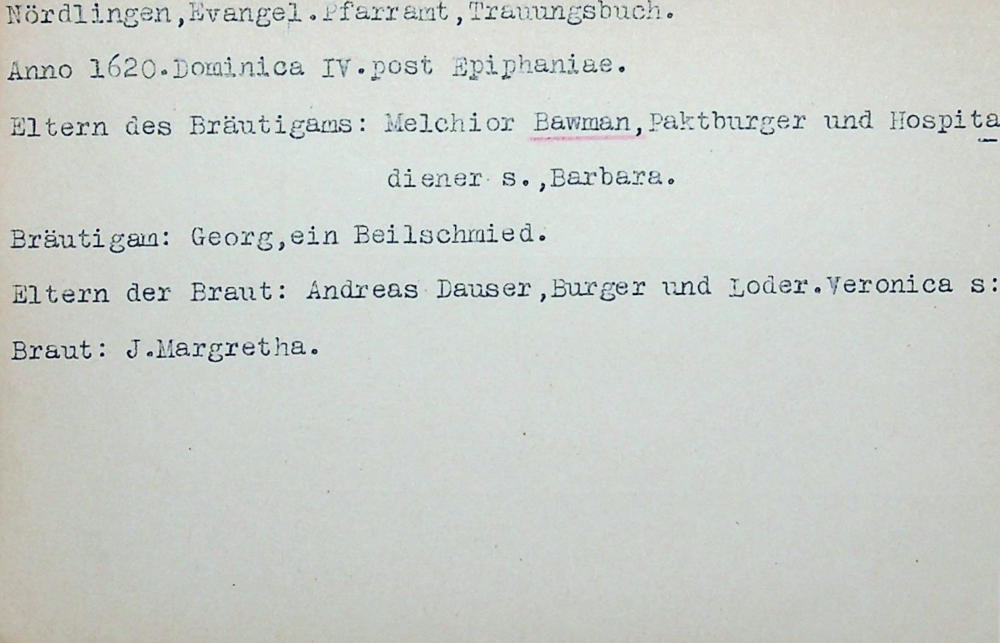 Nördlingen,Evangel.Pfarramt,Trauungsbuch.
Anno 1620.Dominica IV.post Epiphaniae.
Eltern des Bräutigams: Melchior Bawman,Paktburger und Hospita
diener s.,Barbara.
Bräutigam: Georg,ein Beilschmied.
Eltern der Braut: Andreas Dauser,Burger und Loder.Veronica s:
Braut: J.Margretha.